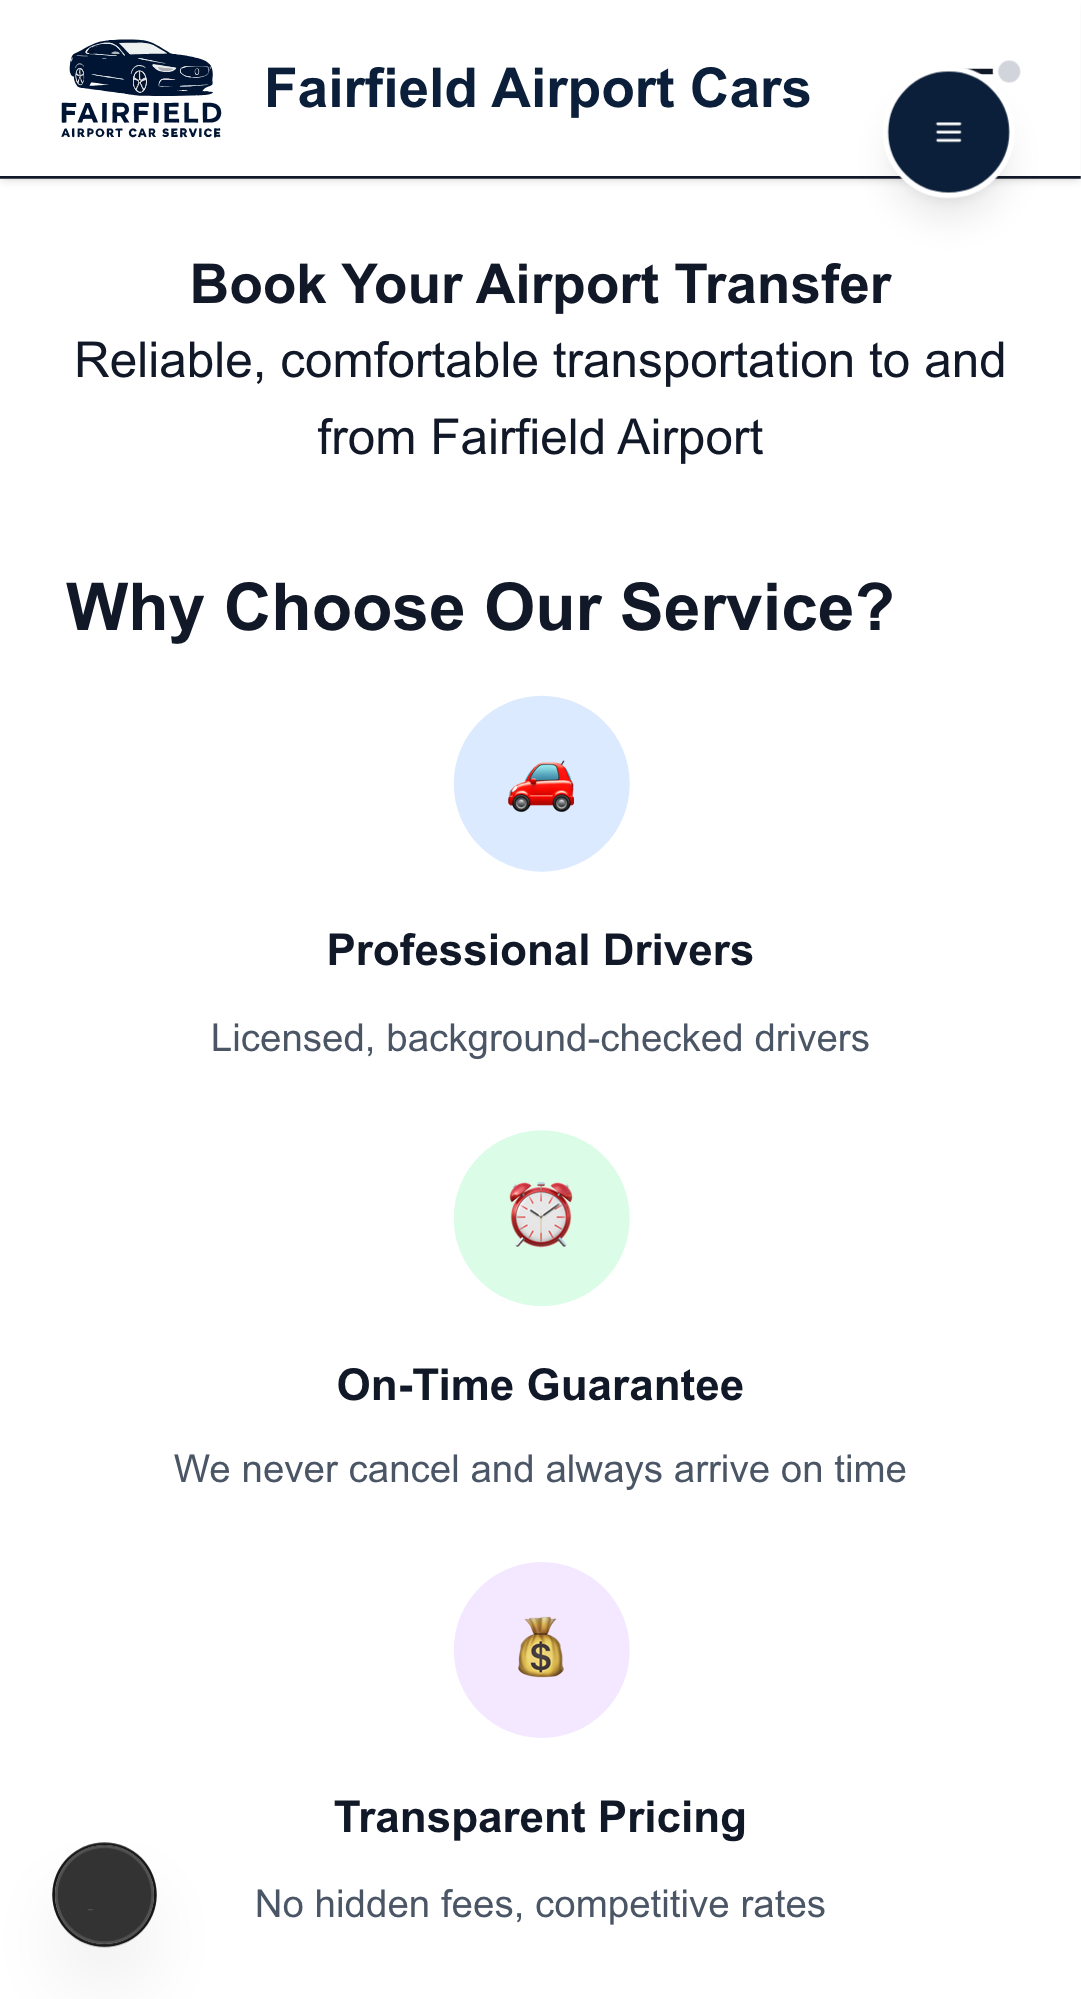 FAIRFIELD
AIRPORT CAR SERVICE
Fairfield Airport Cars
Book Your Airport Transfer
Reliable, comfortable transportation to and
from Fairfield Airport
Why Choose Our Service?
Professional Drivers
Licensed, background-checked drivers
On-Time Guarantee
We never cancel and always arrive on time
$
Transparent Pricing
No hidden fees, competitive rates